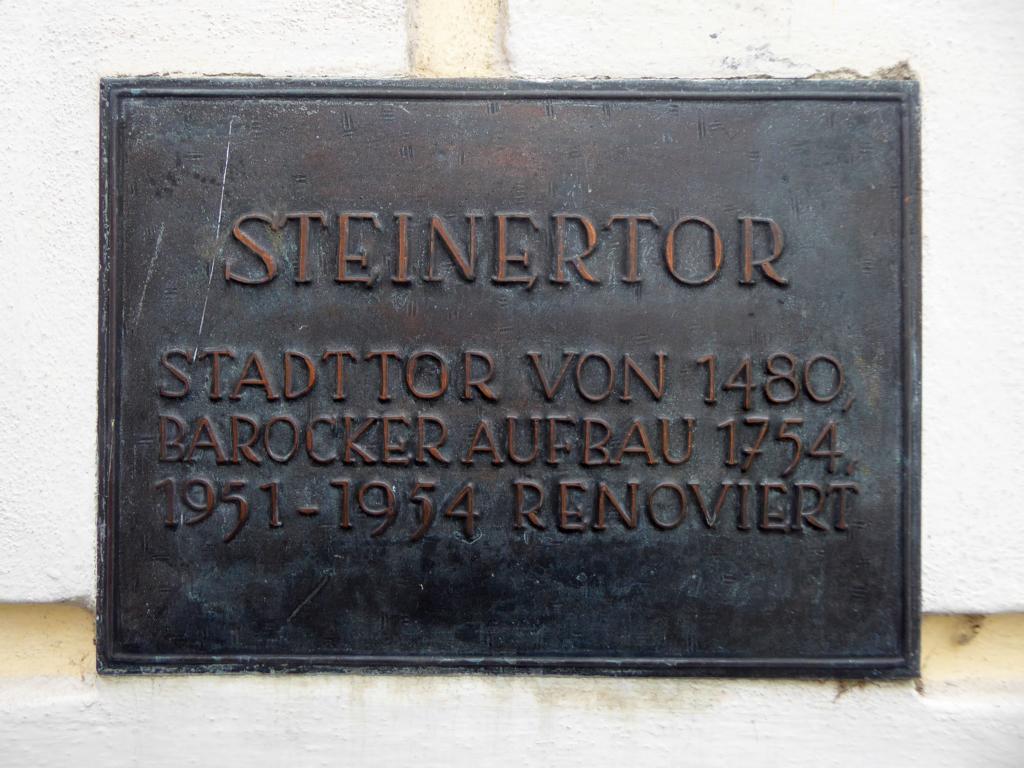 STEINERTOR
STADTTOR VON 1480,
BAROCKER AUFBAU 1754,
1951-1954 RENOVIERT